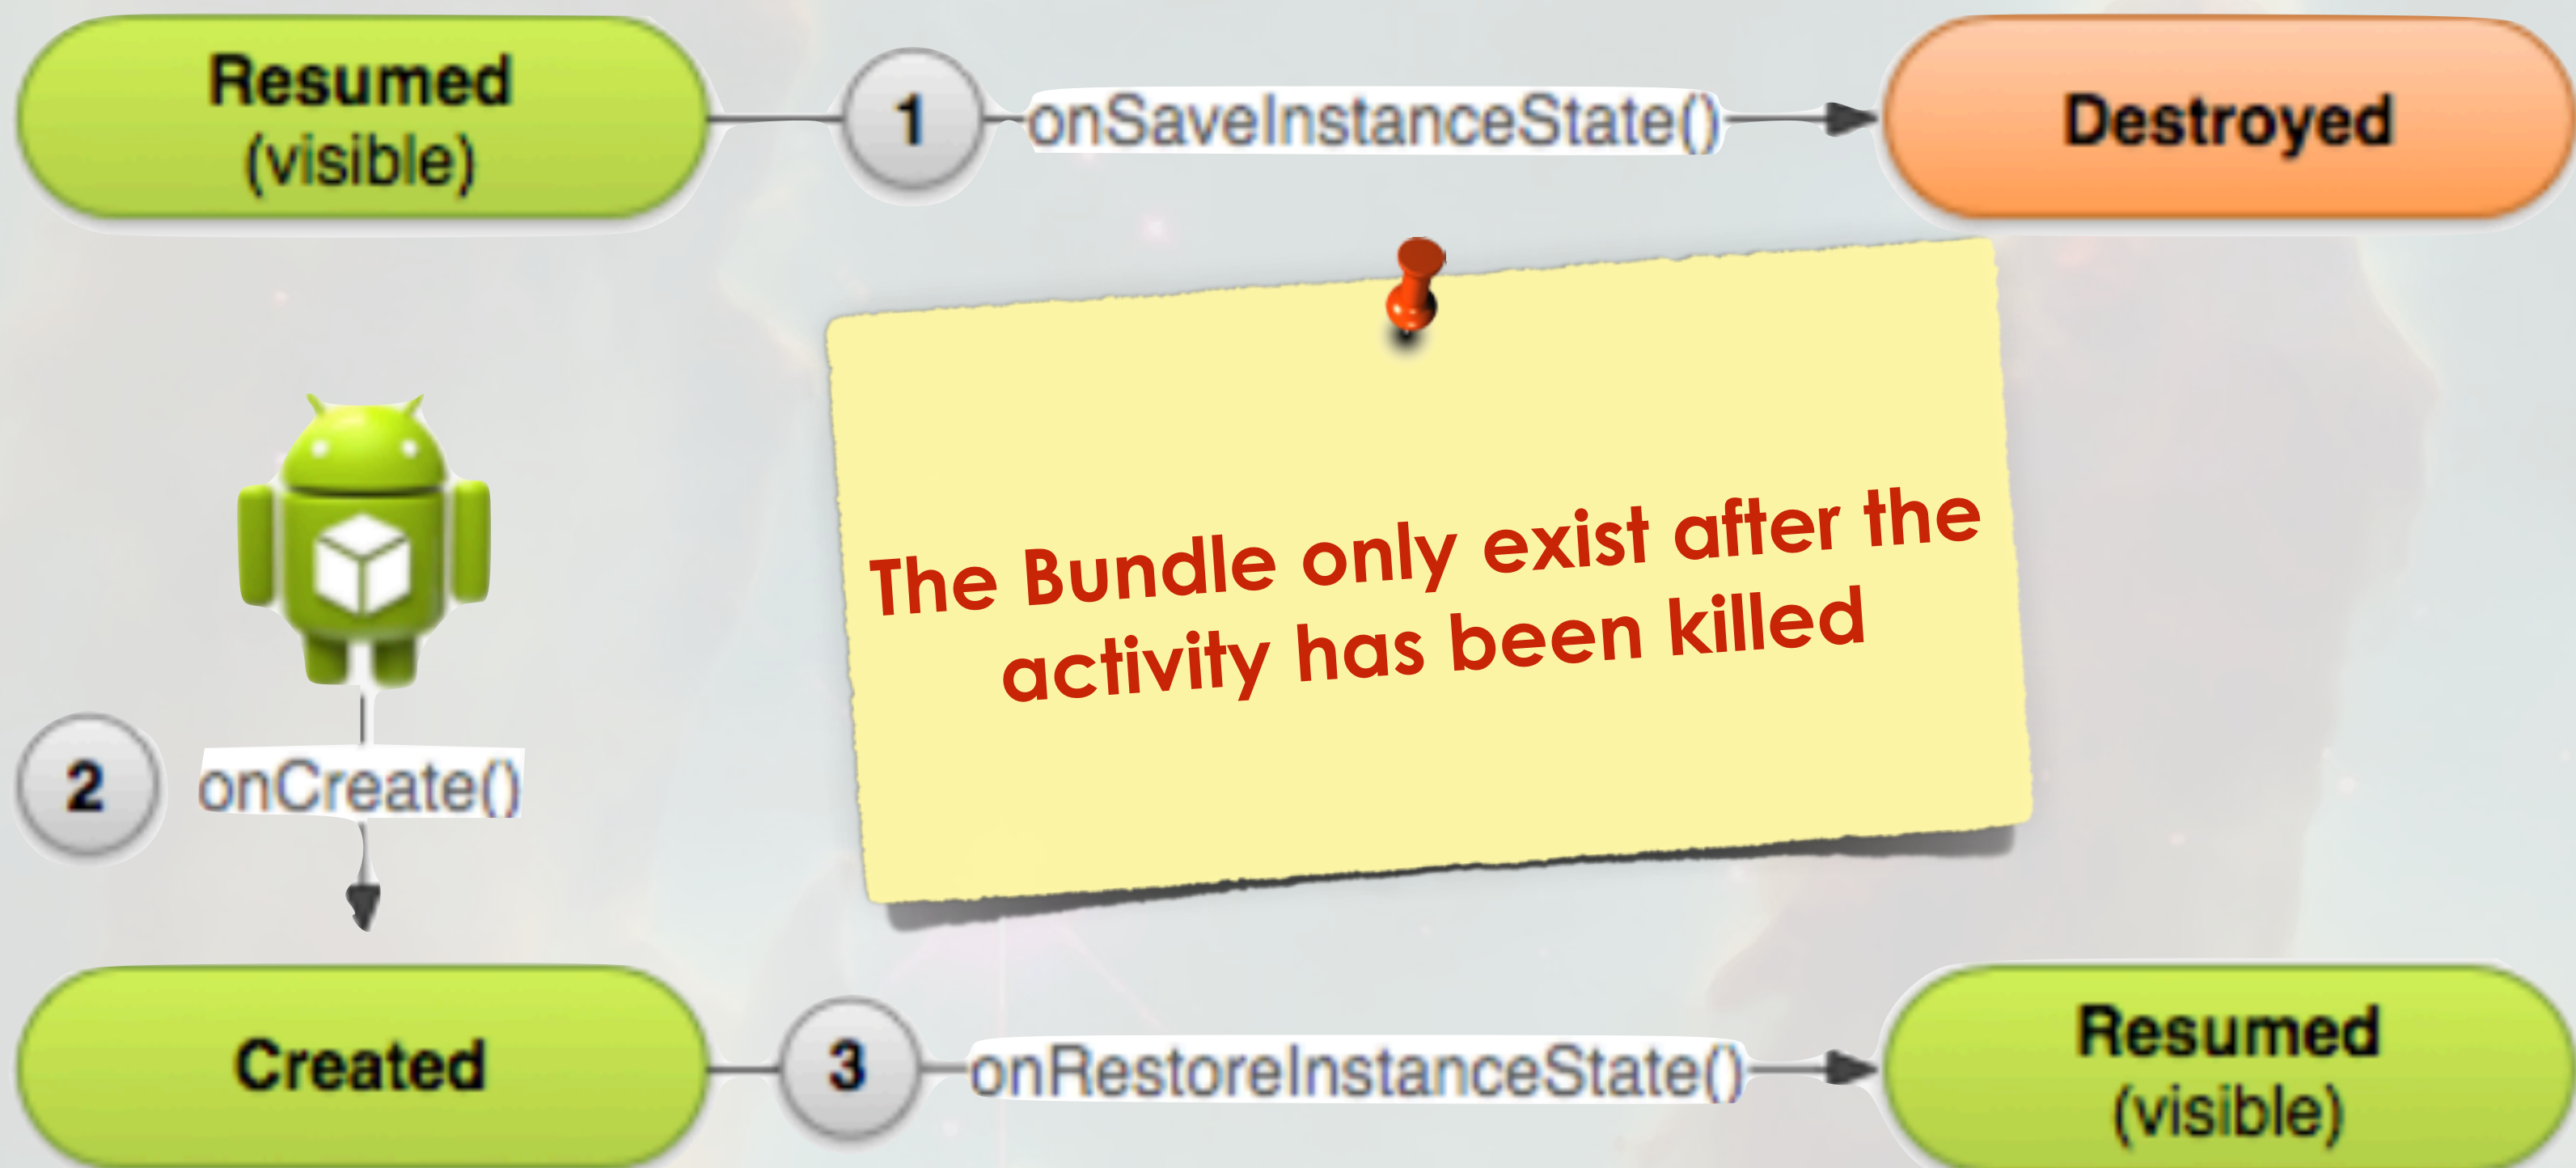 Resumed
(visible)
1
onSaveInstanceState()
Destroyed
The Bundle only exist after the
activity has been killed
2
onCreate()
Created
3
onRestoreInstanceState()
Resumed
(visible)